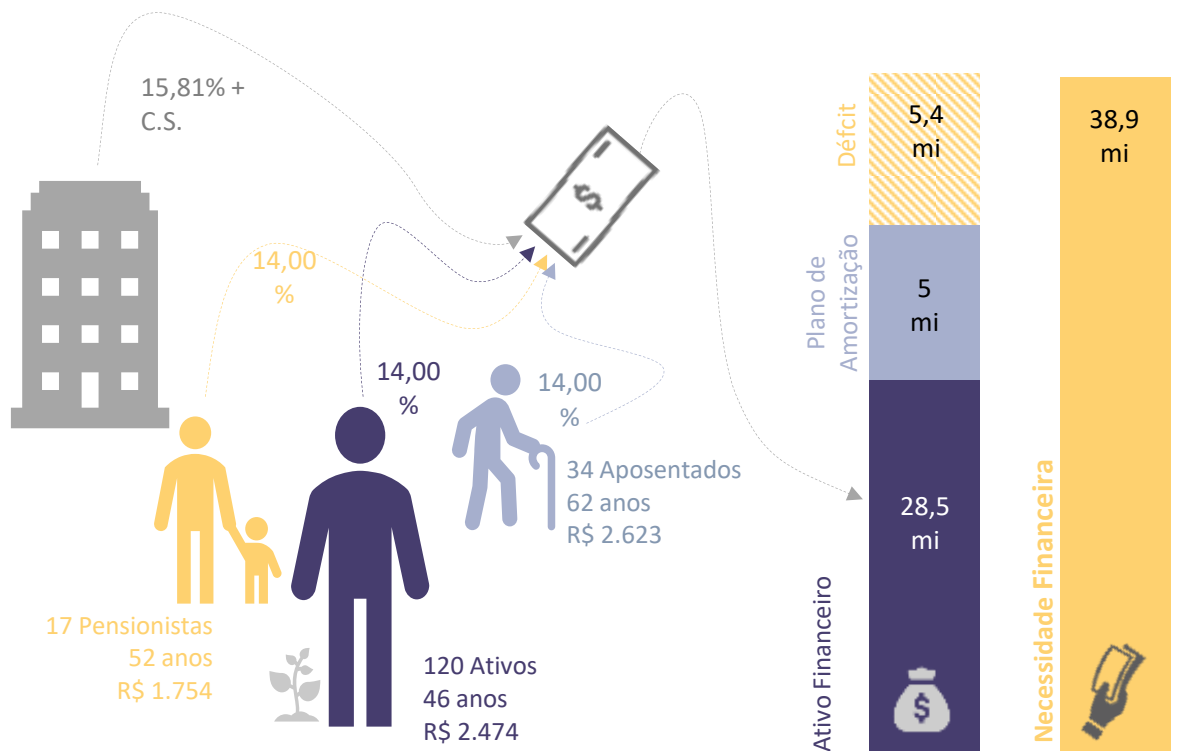 15,81% +
C.S.
14,00
%
14,00
%
14,00
%
34 Aposentados
62 anos
R$ 2.623
17 Pensionistas
52 anos
R$ 1.754
120 Ativos
46 anos
R$ 2.474
Défcit
5,4
mi
Plano de
Amortização
5
mi
Ativo Financeiro
28,5
mi
$
Necessidade Financeira
38,9
mi
$